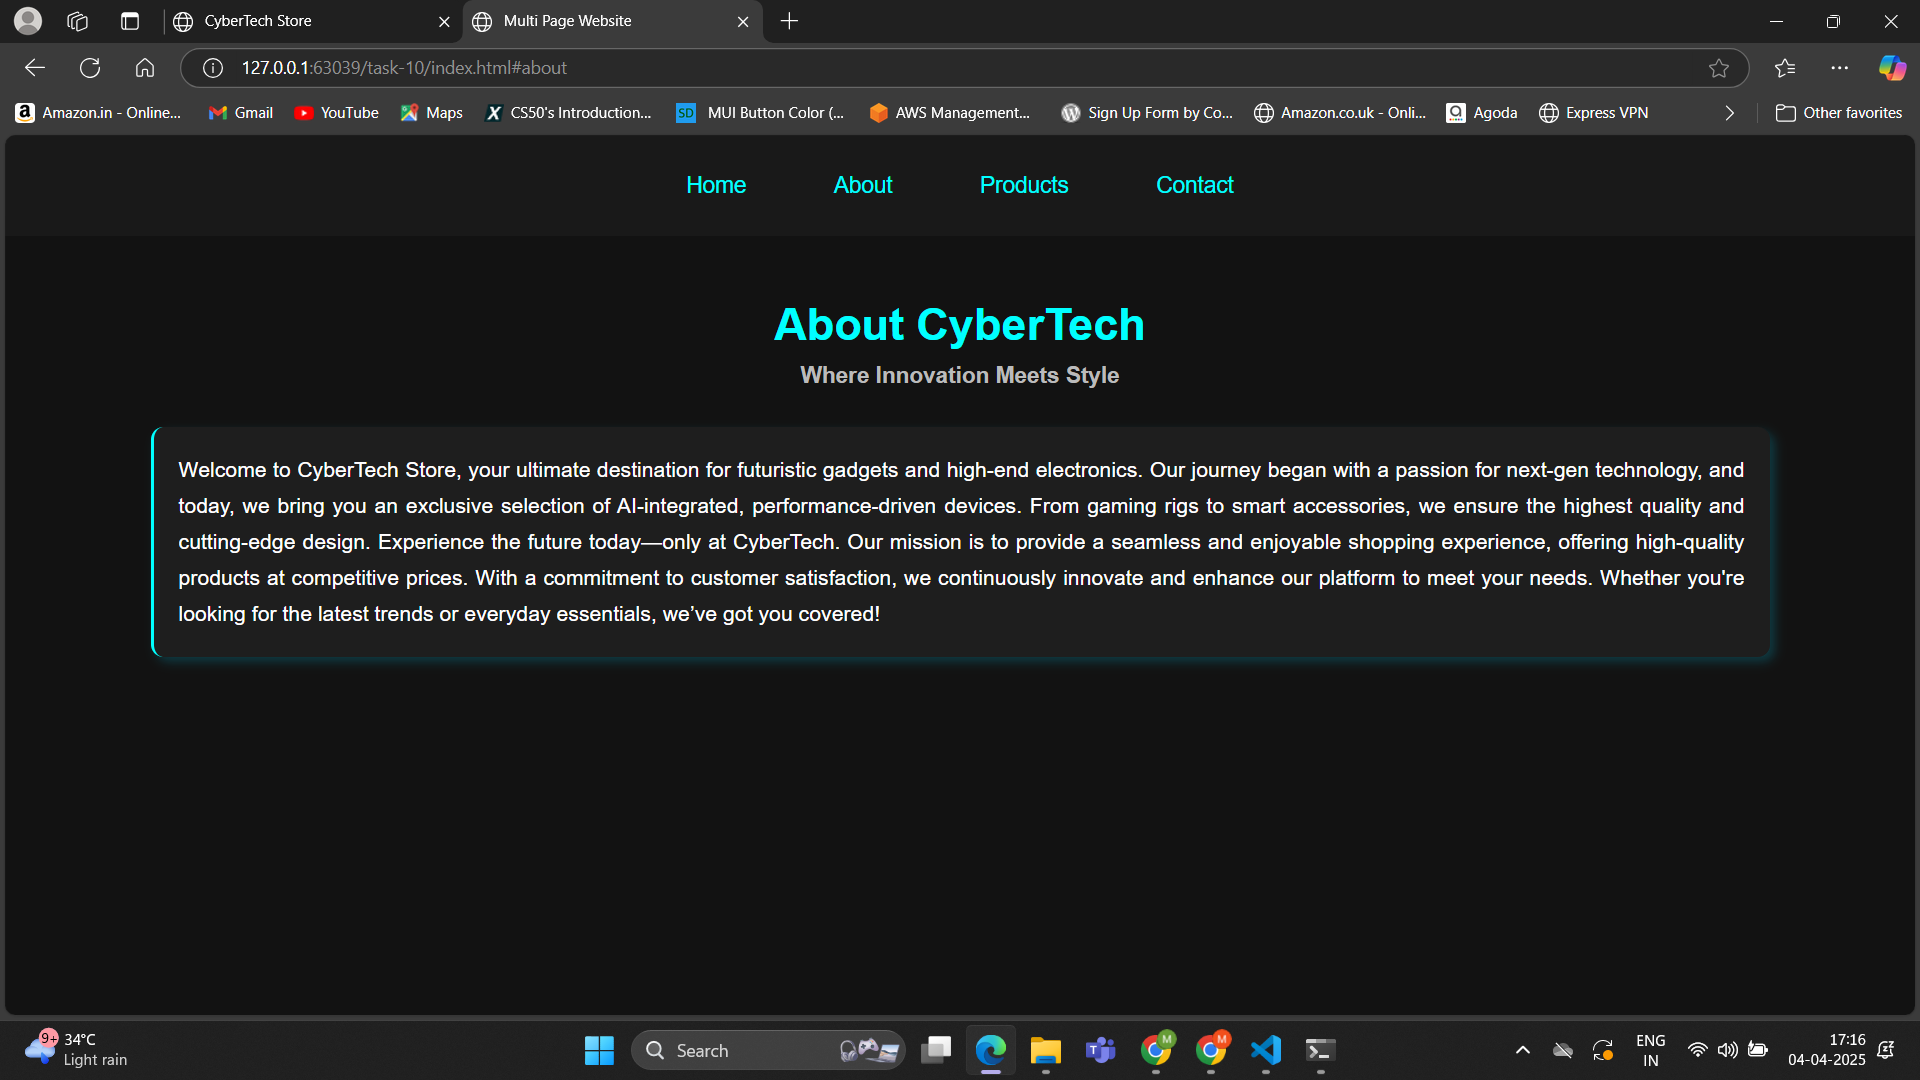 CyberTech Store
Multi Page Website
127.0.0.1:63039/task-10/index.html#about
Amazon.in - Online...
Gmail
YouTube
Maps
CS50's Introduction...
SD MUI Button Color (...
AWS Management...
Sign Up Form by Co...
Amazon.co.uk - Onli...
Agoda
Express VPN
Other favorites
Home
About
Products
Contact
About CyberTech
Where Innovation Meets Style
Welcome to CyberTech Store, your ultimate destination for futuristic gadgets and high-end electronics. Our journey began with a passion for next-gen technology, and
today, we bring you an exclusive selection of AI-integrated, performance-driven devices. From gaming rigs to smart accessories, we ensure the highest quality and
cutting-edge design. Experience the future today—only at CyberTech. Our mission is to provide a seamless and enjoyable shopping experience, offering high-quality
products at competitive prices. With a commitment to customer satisfaction, we continuously innovate and enhance our platform to meet your needs. Whether you're
looking for the latest trends or everyday essentials, we’ve got you covered!
9+
34°C
Light rain
Search
M
M
ENG
IN
17:16
04-04-2025